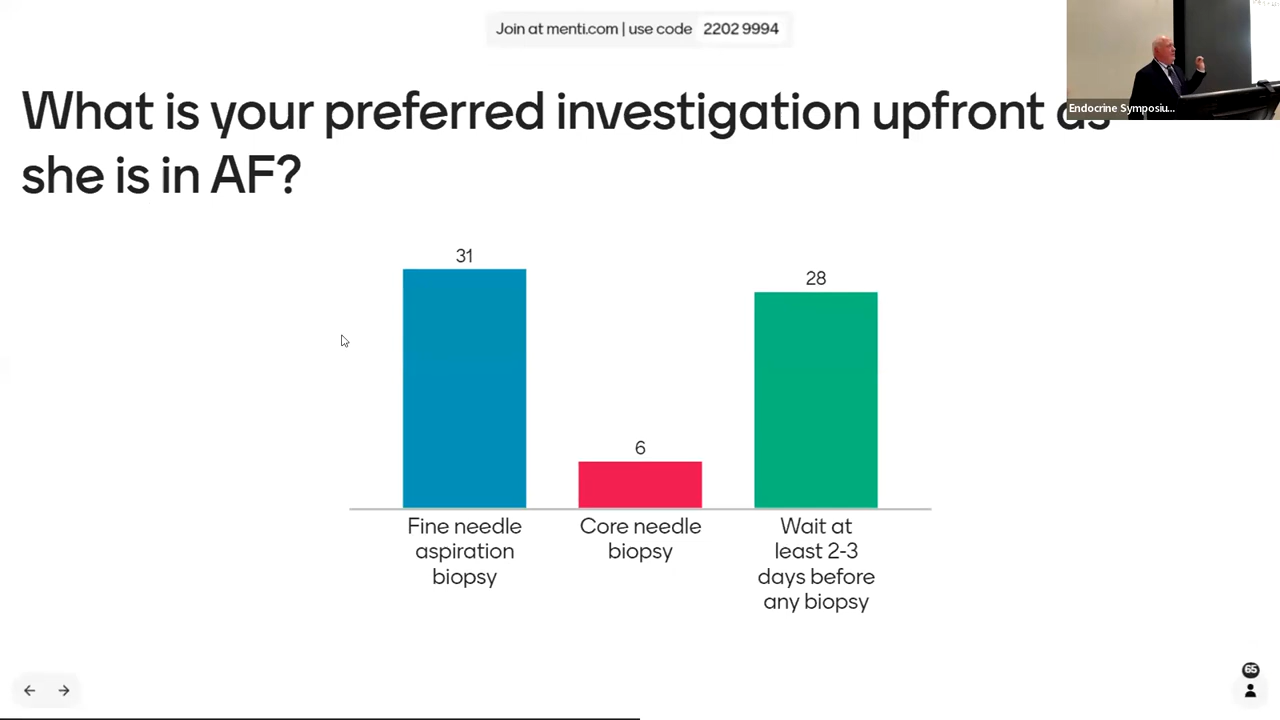 Join at menti.com | use code 2202 9994
What is your preferred investigation upfront as
she is in AF?
Endocrine Symposiu...
31
6
28
Fine needle
aspiration
biopsy
Core needle
biopsy
Wait at
least 2-3
days before
any biopsy
65